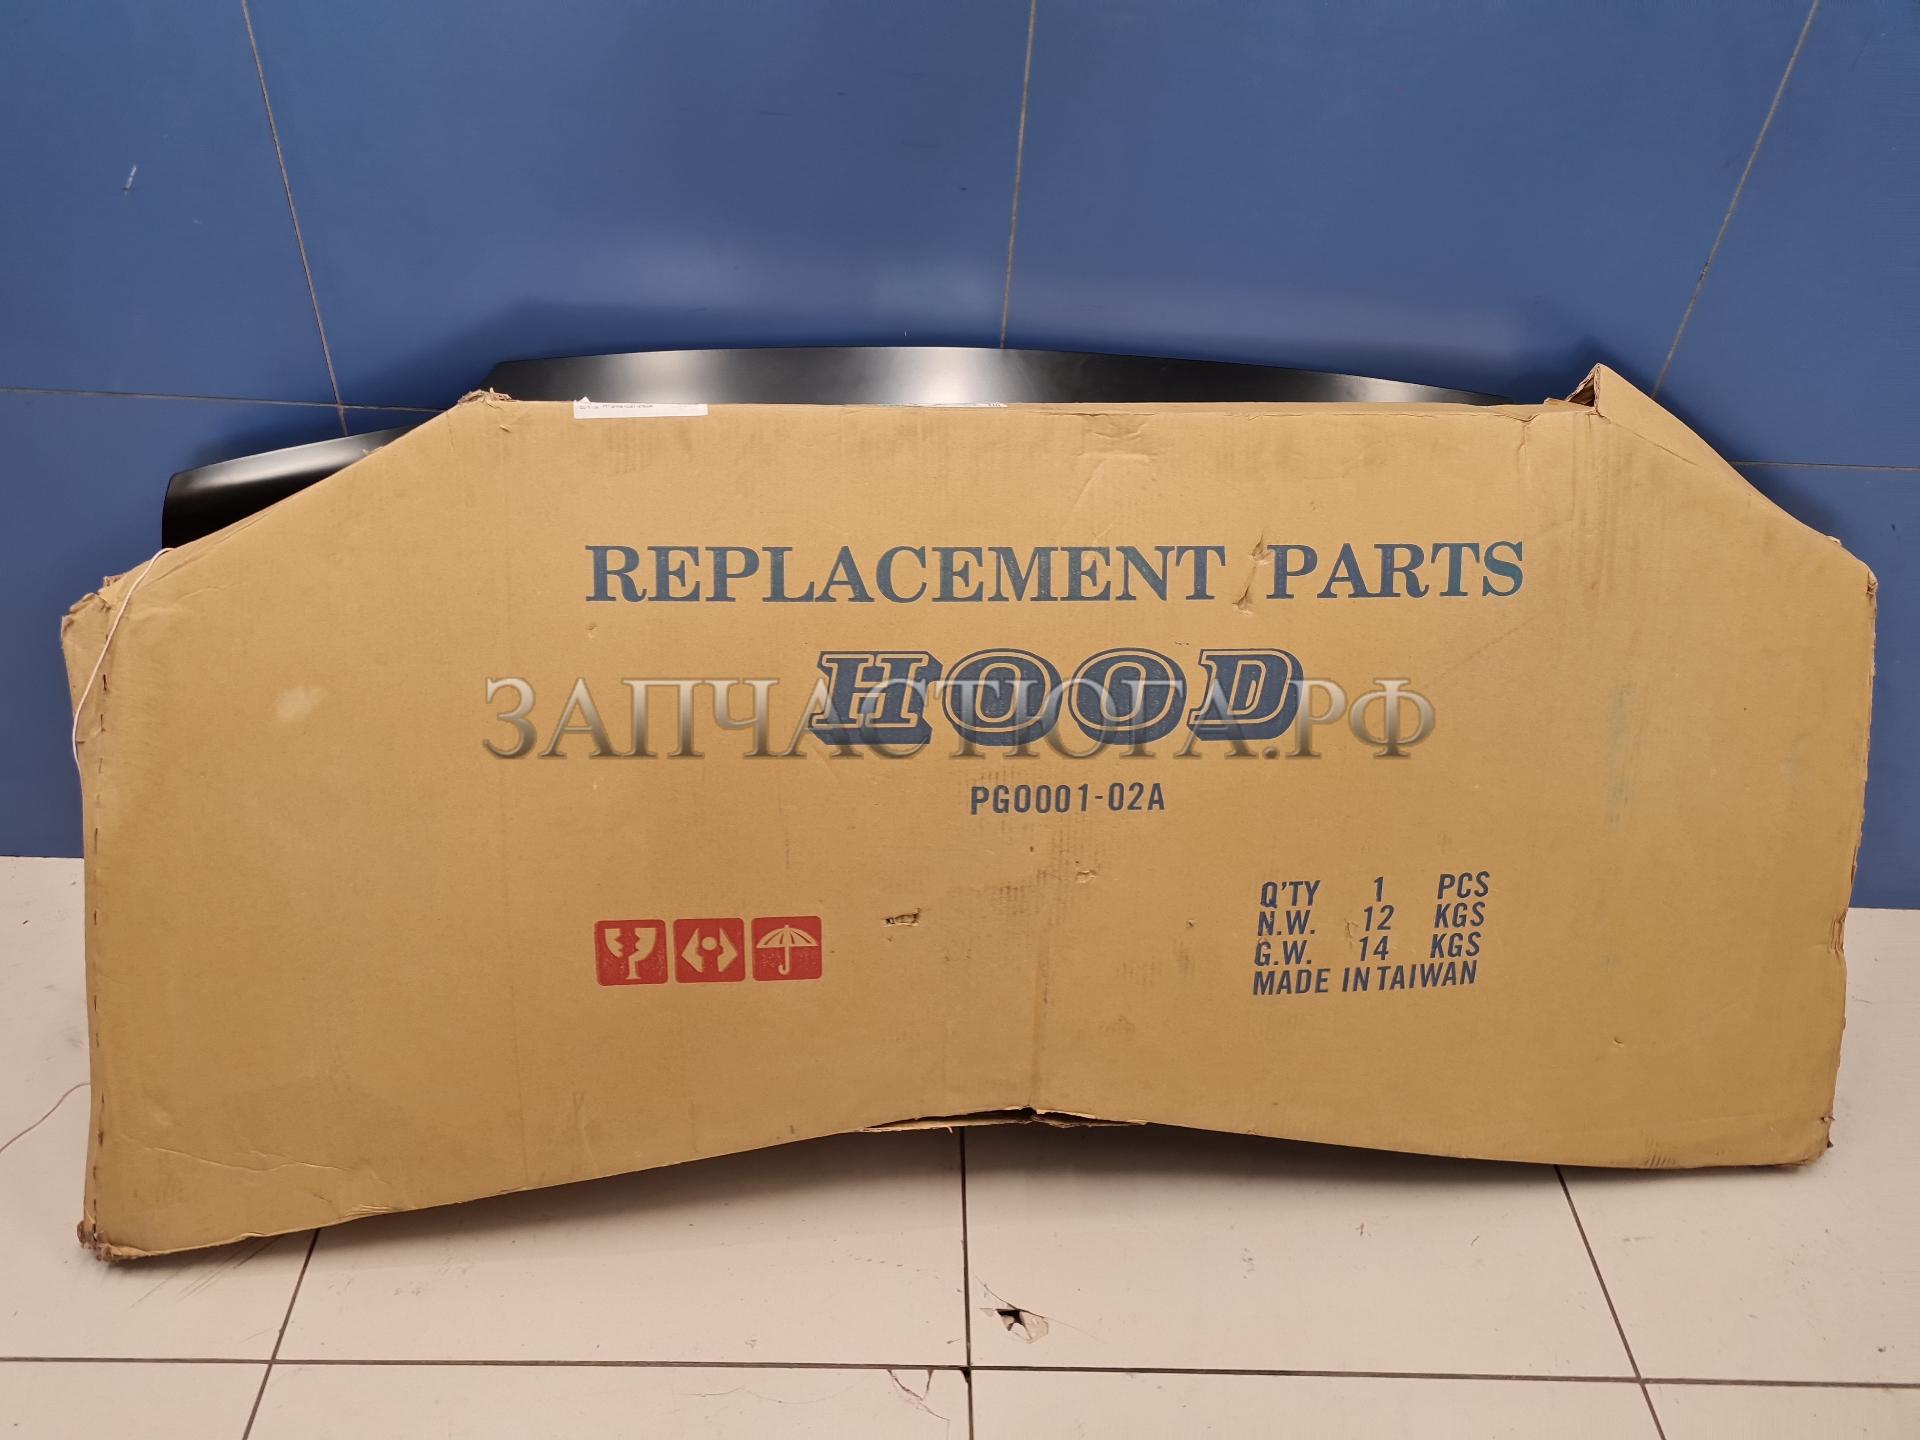 REPLACEMENT PARTS
HOOD
ЗАПЧАСТЮГА.РФ
PG0001-02A
Q'TY 1 PCS
N.W. 12 KGS
G.W. 14 KGS
MADE IN TAIWAN